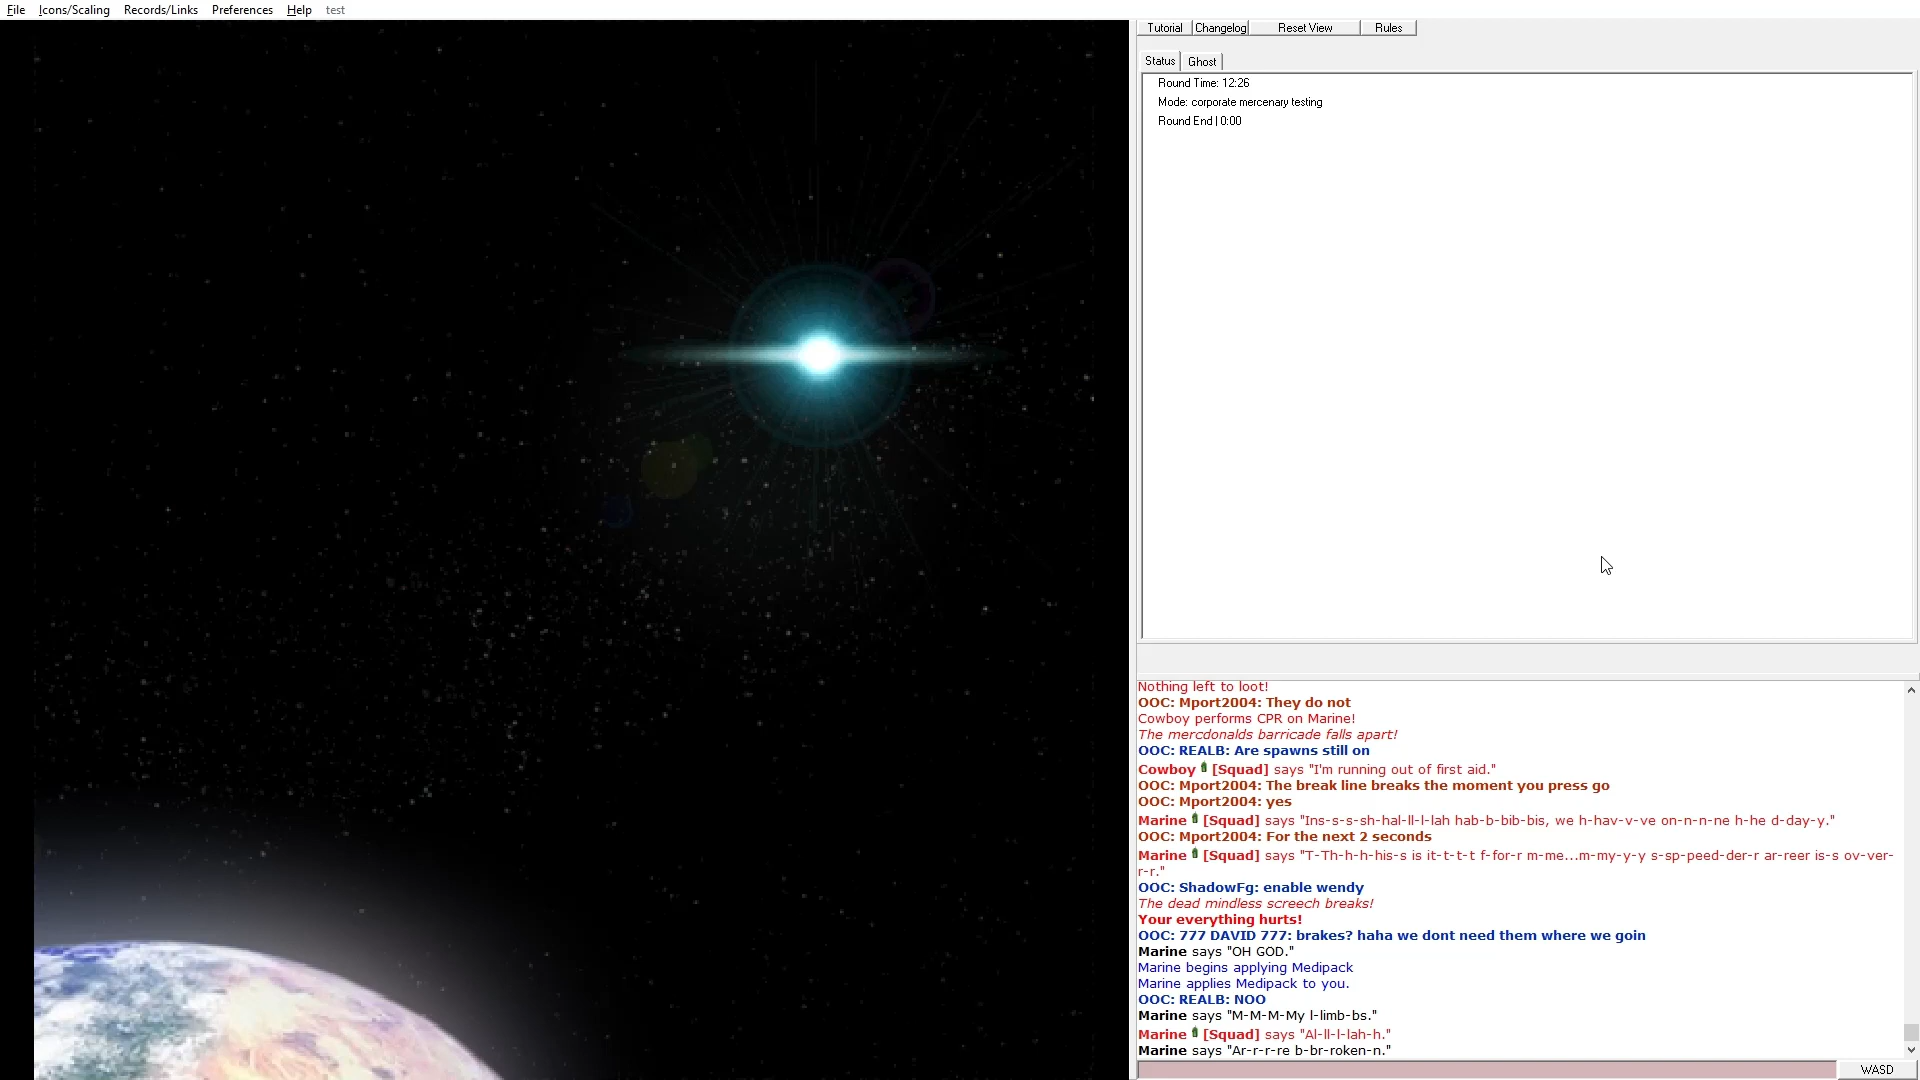 File Icons/Scaling Records/Links Preferences Help test
Tutorial Changelog Reset View Rules
Status Ghost
Round Time: 12:26
Mode: corporate mercenary testing
Round End | 0:00
Nothing left to loot!
OOC: Mport2004: They do not
Cowboy performs CPR on Marine!
The mercdonalds barricade falls apart!
OOC: REALB: Are spawns still on
Cowboy [Squad] says "I'm running out of first aid."
OOC: Mport2004: The break line breaks the moment you press go
OOC: Mport2004: yes
Marine [Squad] says "Ins-s-s-sh-hal-ll-l-lah hab-b-bib-bis, we h-hav-v-ve on-n-n-ne h-he d-day-y."
OOC: Mport2004: For the next 2 seconds
Marine [Squad] says "T-Th-h-h-his-s is it-t-t-t f-for-r m-me...m-my-y-y s-sp-peed-der-r ar-reer is-s ov-ver-
r-r."
OOC: ShadowFg: enable wendy
The dead mindless screech breaks!
Your everything hurts!
OOC: 777 DAVID 777: brakes? haha we dont need them where we goin
Marine says "OH GOD."
Marine begins applying Medipack
Marine applies Medipack to you.
OOC: REALB: NOO
Marine says "M-M-M-My l-limb-bs."
Marine [Squad] says "Al-ll-l-lah-h."
Marine says "Ar-r-r-re b-br-roken-n."
WASD